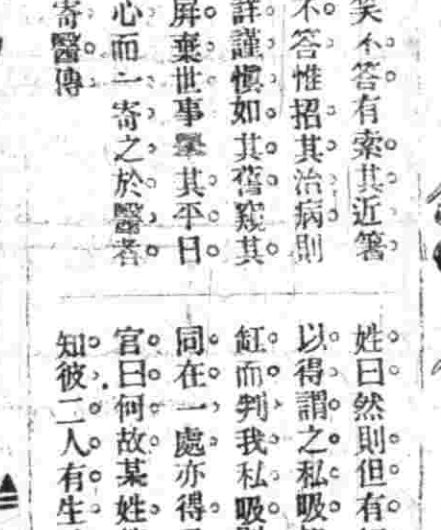 笑不答有索其近箸
不答惟招其治病則
詳謹慎如其舊窺其
屏棄世事舉其平日
心而一寄之於醫者
寄醫傳
姓曰然則但有
以得謂之私吸
缸而判我私吸
同在一處亦得
官曰何故某姓
知彼二人有生